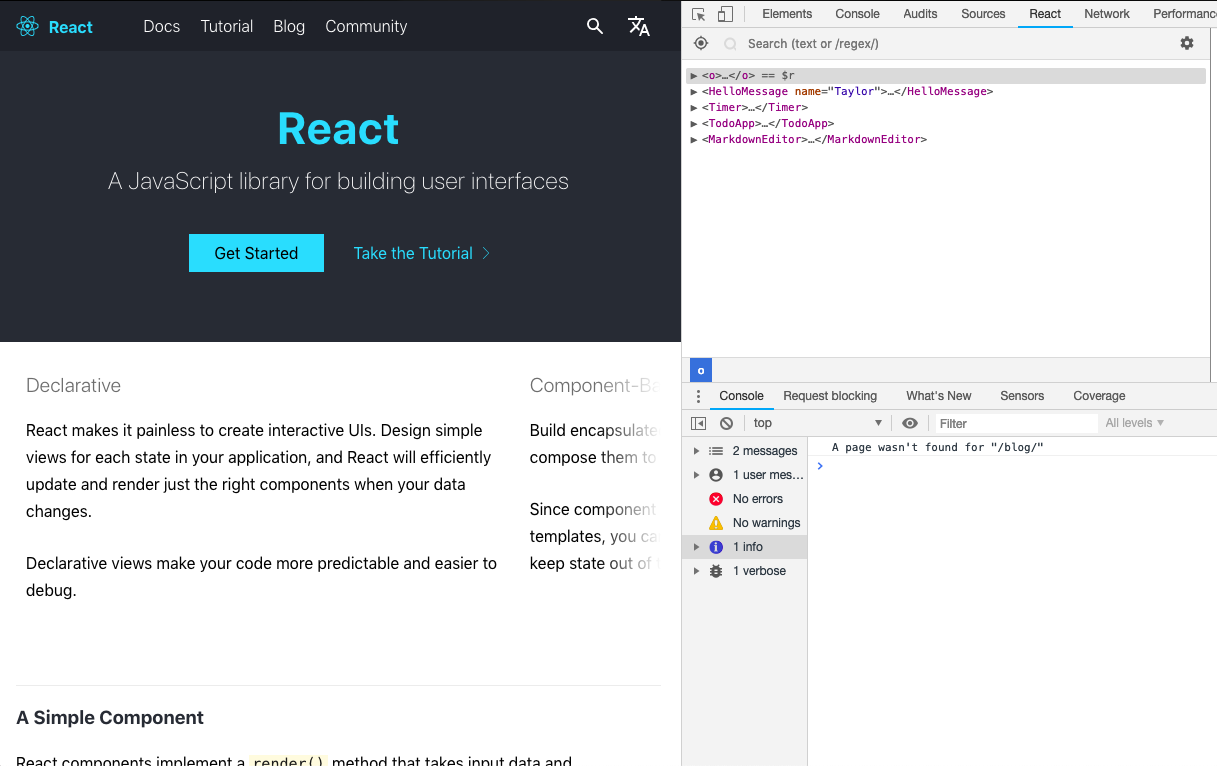 React
Docs Tutorial Blog Community
React
A JavaScript library for building user interfaces
Get Started Take the Tutorial
Declarative
React makes it painless to create interactive UIs. Design simple
views for each state in your application, and React will efficiently
update and render just the right components when your data
changes.
Declarative views make your code more predictable and easier to
debug.
Component-Ba
Build encapsulate
compose them to
Since component
templates, you ca
keep state out of
A Simple Component
React components implement a render() method that takes input data and
Elements Console Audits Sources React Network Performanc
Search (text or /regex/)
<o>…</o> == $r
<HelloMessage name="Taylor">…</HelloMessage>
<Timer>…</Timer>
<TodoApp>…</TodoApp>
<MarkdownEditor>…</MarkdownEditor>
o
Console Request blocking What's New Sensors Coverage
top Filter All levels
2 messages
1 user mes…
No errors
No warnings
1 info
1 verbose
A page wasn't found for "/blog/"